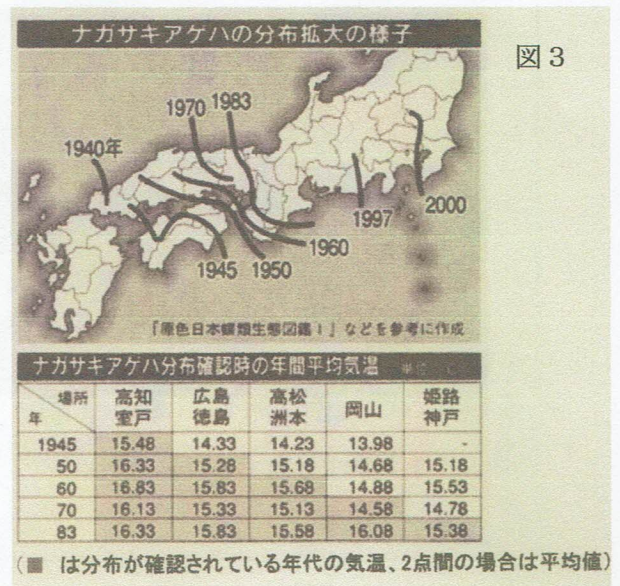 ナガサキアゲハの分布拡大の様子
図3
1970
1983
1940年
2000
1997
1960
1945
1950
「原色日本蝶類生態図鑑Ⅰ」などを参考に作成
ナガサキアゲハ分布確認時の年間平均気温 単位 ℃
場所 高知 広島 高松 岡山 姫路
年 室戸 徳島 洲本 神戸
1945 15.48 14.33 14.23 13.98 -
50 16.33 15.28 15.18 14.68 15.18
60 16.83 15.83 15.68 14.88 15.53
70 16.13 15.33 15.13 14.58 14.78
83 16.33 15.83 15.58 16.08 15.38
(■ は分布が確認されている年代の気温、2点間の場合は平均値)